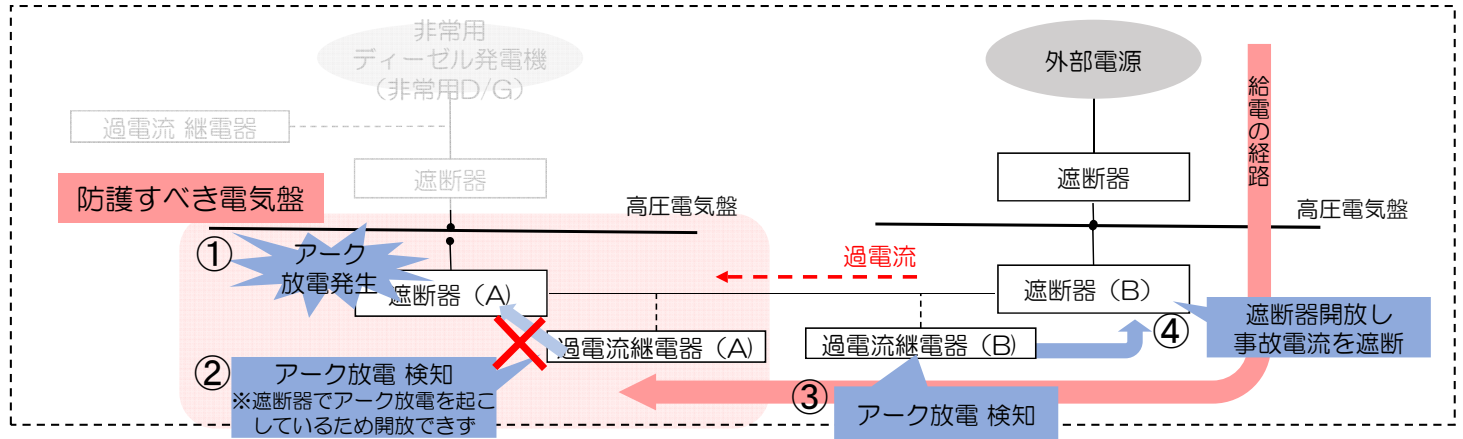 非常用
ディーゼル発電機
（非常用D/G）
過電流 継電器
遮断器
防護すべき電気盤
高圧電気盤
①
アーク
放電発生
遮断器（A）
過電流継電器（A）
②
アーク放電 検知
※遮断器でアーク放電を起こ
しているため開放できず
外部電源
給電の経路
遮断器
高圧電気盤
過電流
遮断器（B）
過電流継電器（B）
③
アーク放電 検知
④
遮断器開放し
事故電流を遮断